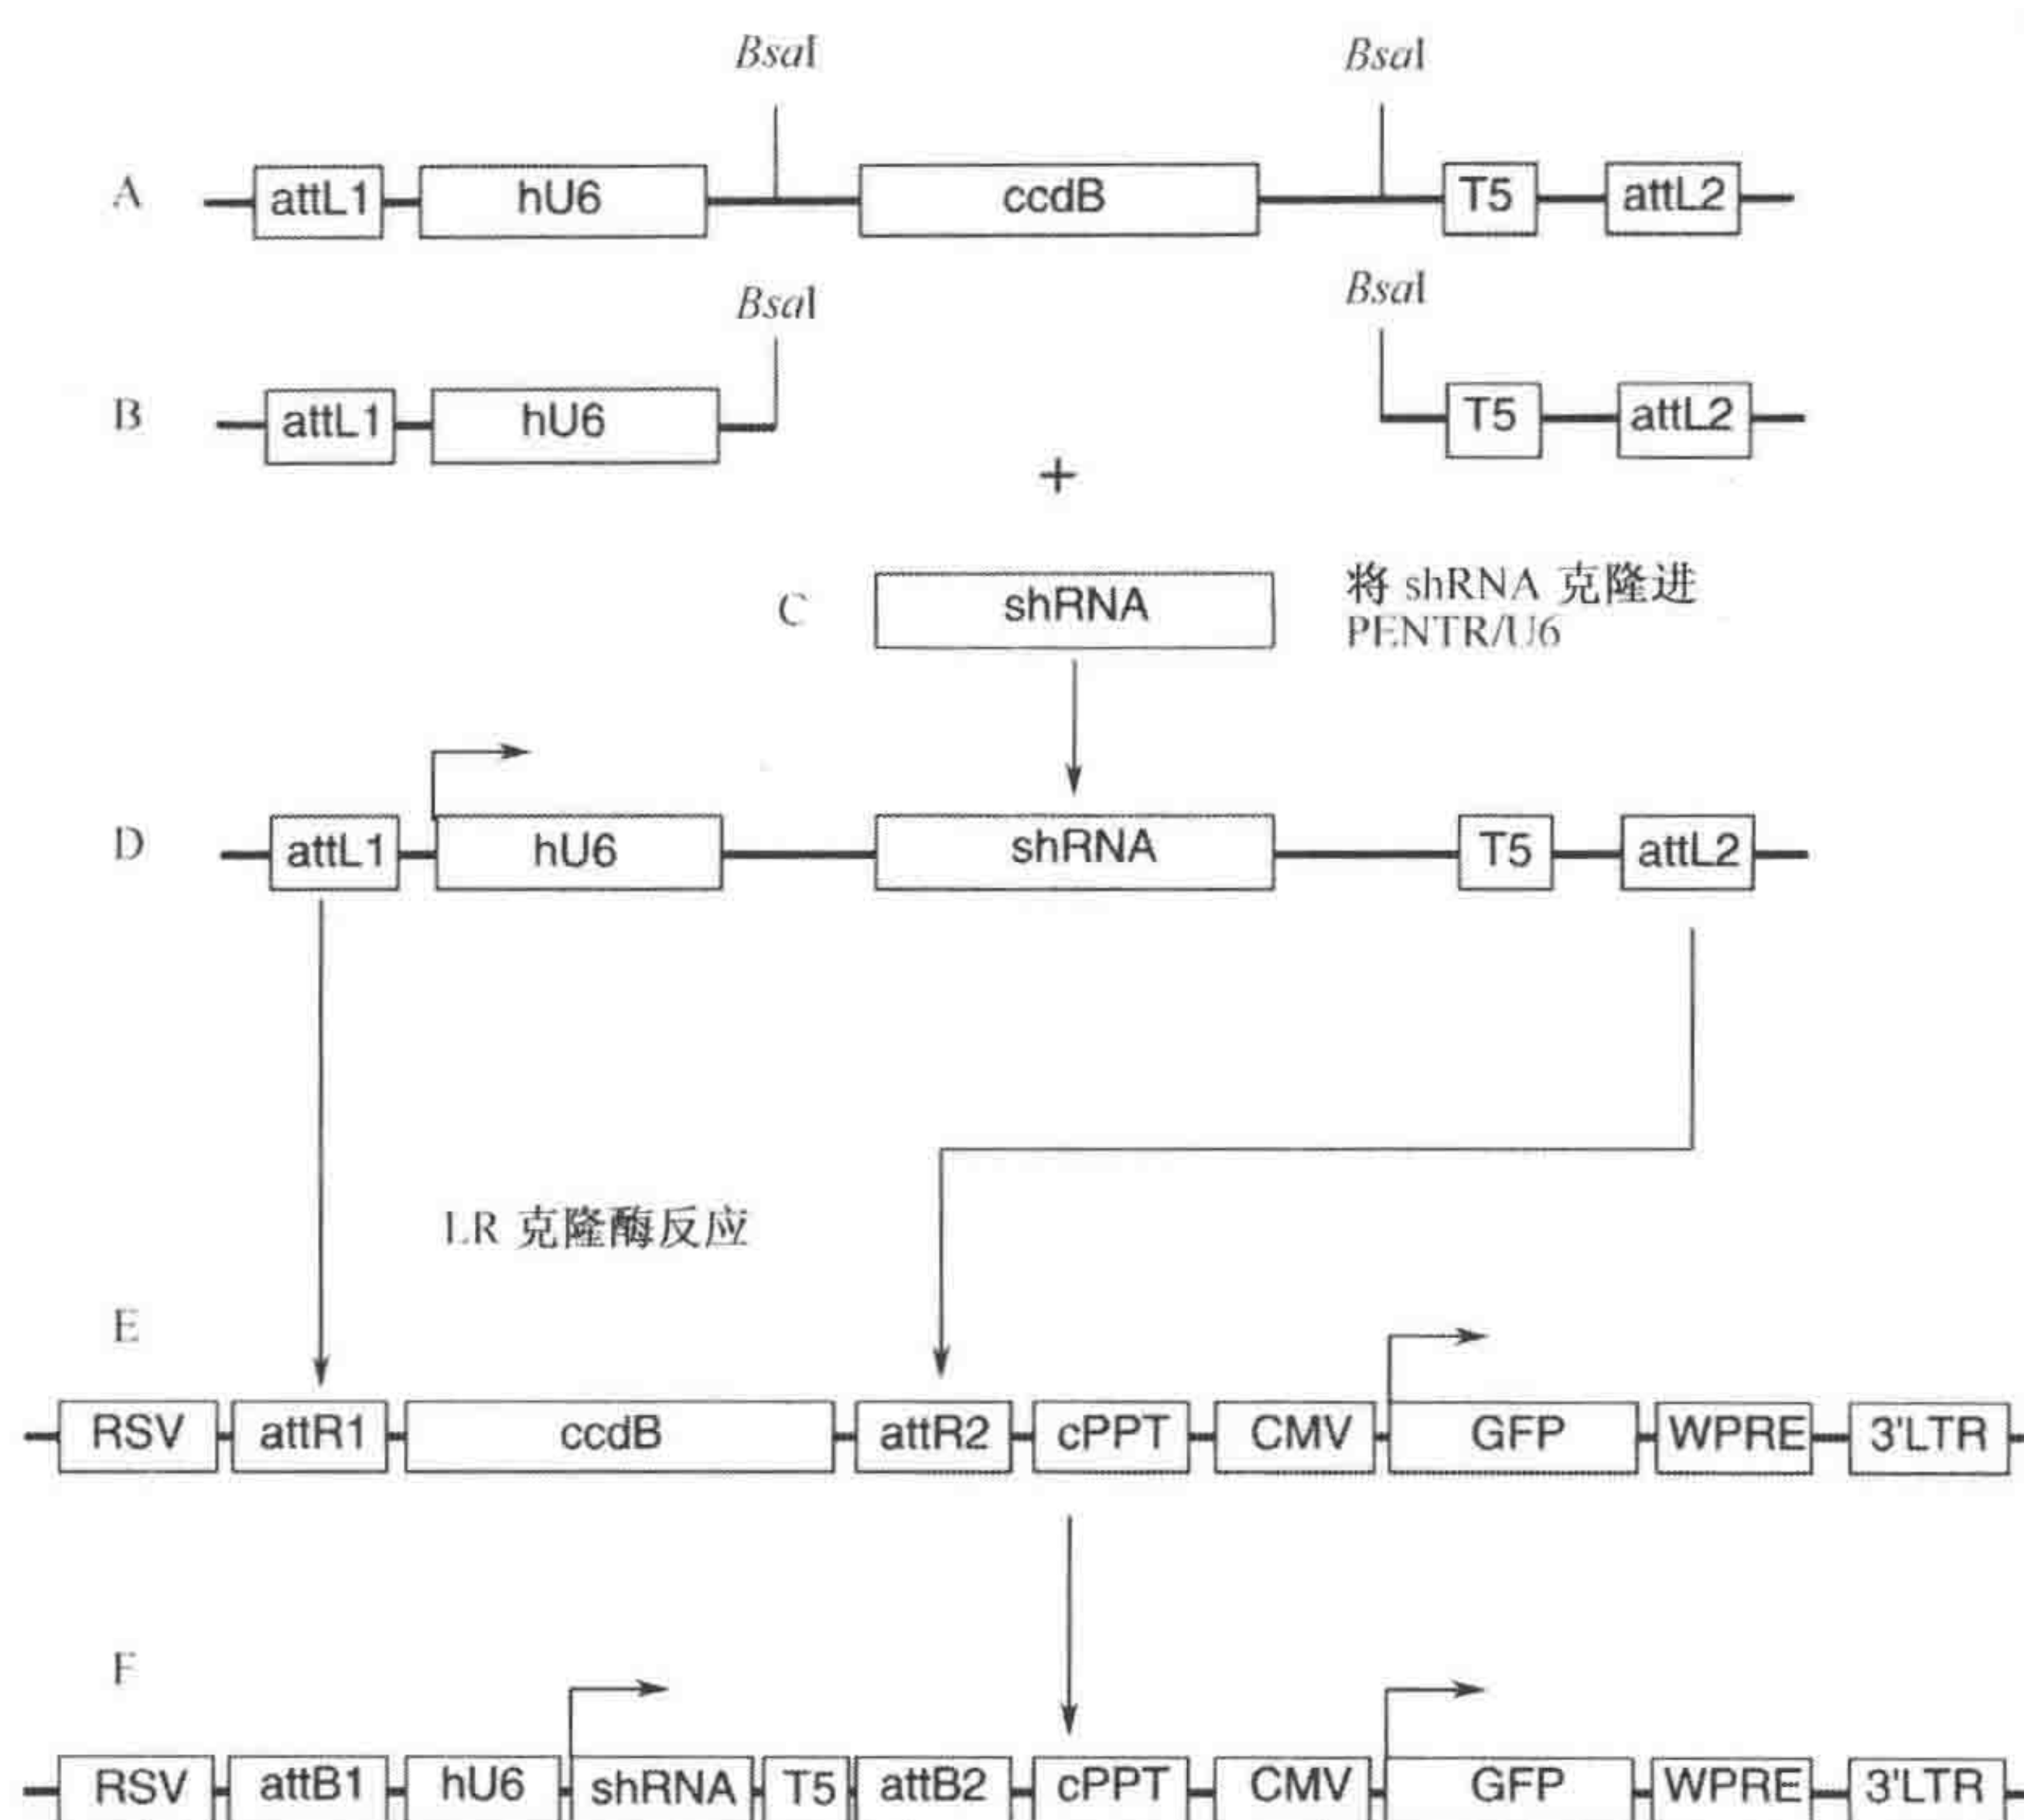 BsaI BsaI
A attL1 hU6 ccdB T5 attL2
BsaI BsaI
B attL1 hU6 T5 attL2
+
C shRNA 将 shRNA 克隆进
PENTR/U6
D attL1 hU6 shRNA T5 attL2
LR 克隆酶反应
E
RSV attR1 ccdB attR2 cPPT CMV GFP WPRE 3'LTR
F
RSV attB1 hU6 shRNA T5 attB2 cPPT CMV GFP WPRE 3'LTR